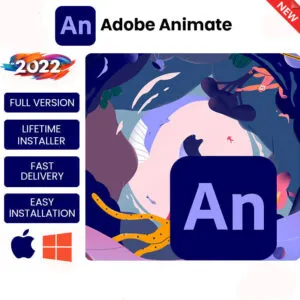 An Adobe Animate
NEW
2022
FULL VERSION
LIFETIME
INSTALLER
FAST
DELIVERY
EASY
INSTALLATION
An